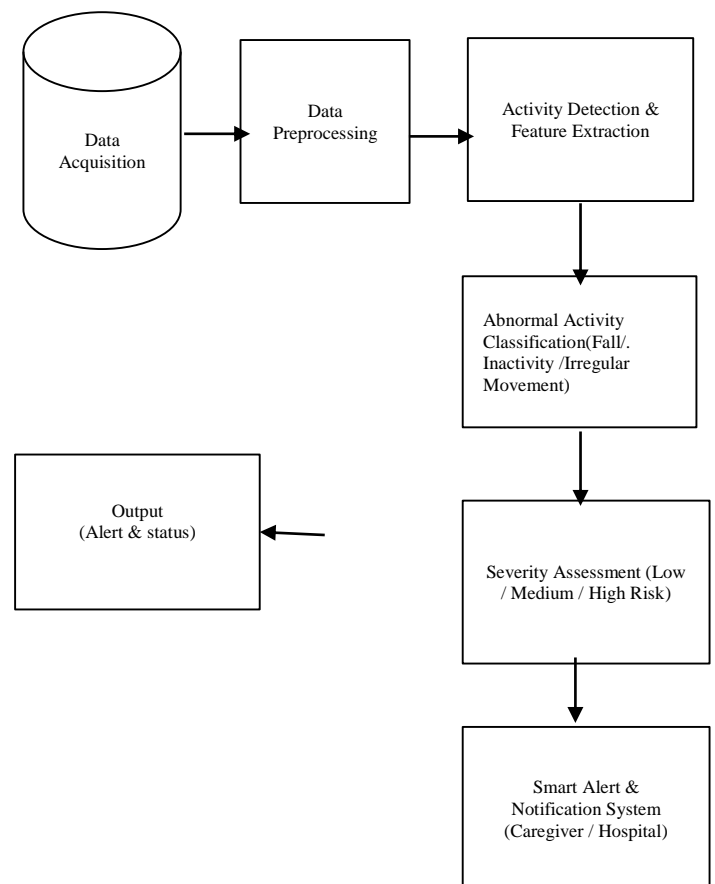 Data
Acquisition
Data
Preprocessing
Activity Detection &
Feature Extraction
Abnormal Activity
Classification(Fall/.
Inactivity /Irregular
Movement)
Output
(Alert & status)
Severity Assessment (Low
/ Medium / High Risk)
Smart Alert &
Notification System
(Caregiver / Hospital)